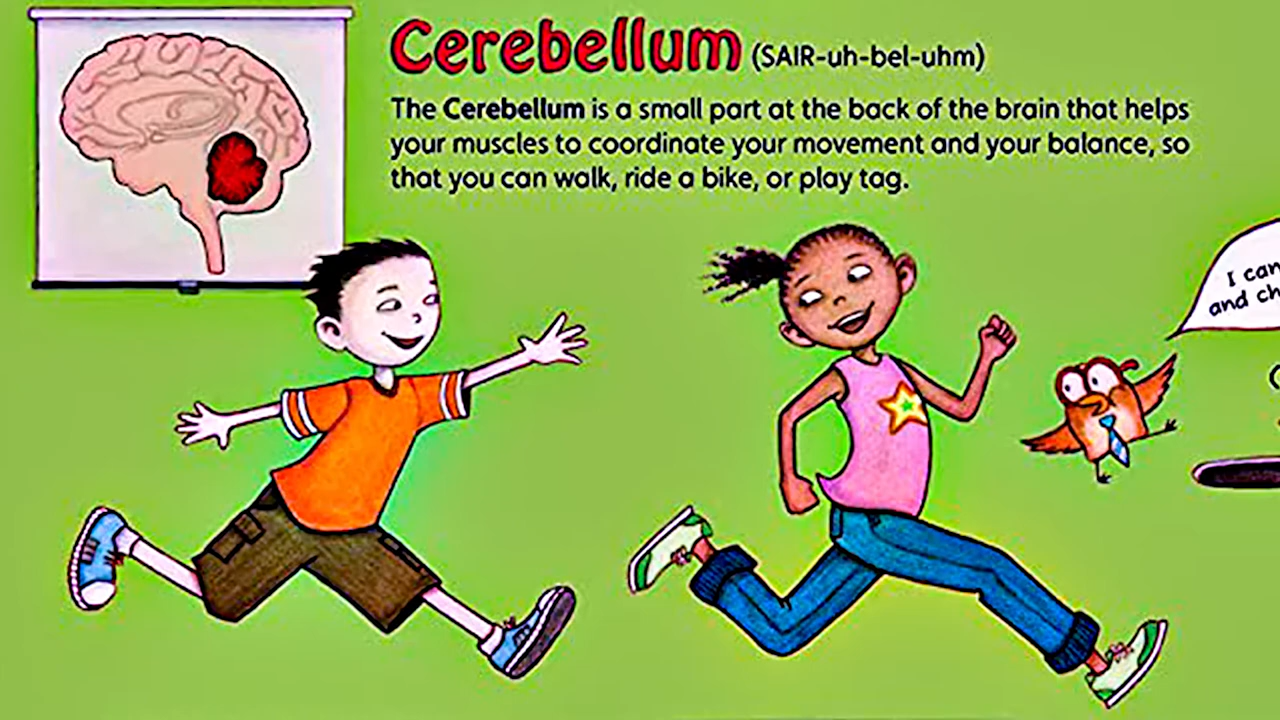 Cerebellum (SAIR-uh-bel-uhm)
The Cerebellum is a small part at the back of the brain that helps
your muscles to coordinate your movement and your balance, so
that you can walk, ride a bike, or play tag.
I can
and ch